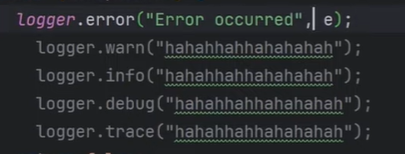 logger.error("Error occurred", e);
logger.warn("hahahhahhahahahah");
logger.info("hahahhahhahahahah");
logger.debug("hahahhahhahahahah");
logger.trace("hahahhahhahahahah");